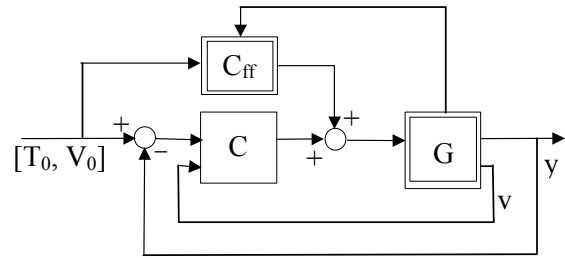 C_ff
+
[T_0, V_0]
+
−
C
+
+
G
y
v